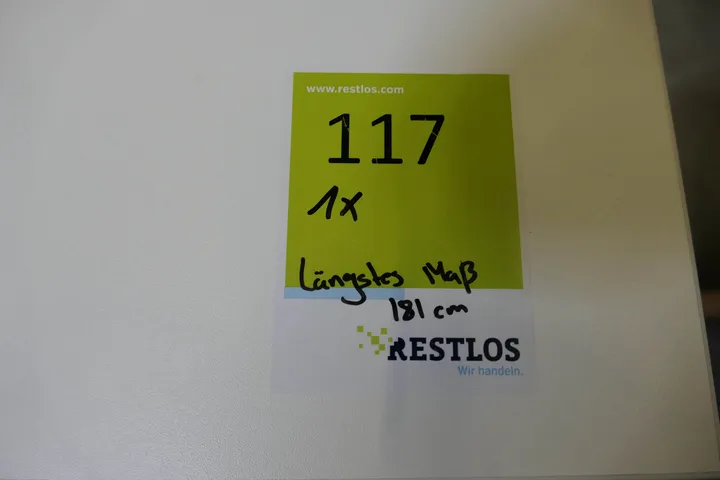 www.restlos.com
117
1x
Längstes Maß
181 cm
RESTLOS
Wir handeln.